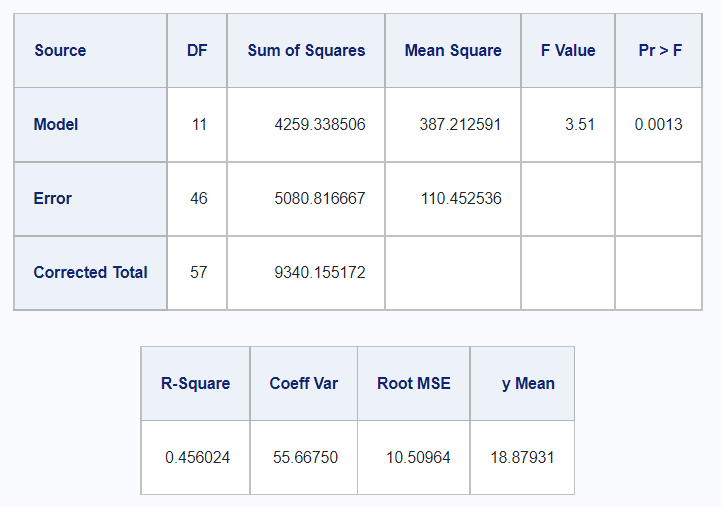 Source DF Sum of Squares Mean Square F Value Pr > F
Model 11 4259.338506 387.212591 3.51 0.0013
Error 46 5080.816667 110.452536
Corrected Total 57 9340.155172
R-Square Coeff Var Root MSE y Mean
0.456024 55.66750 10.50964 18.87931